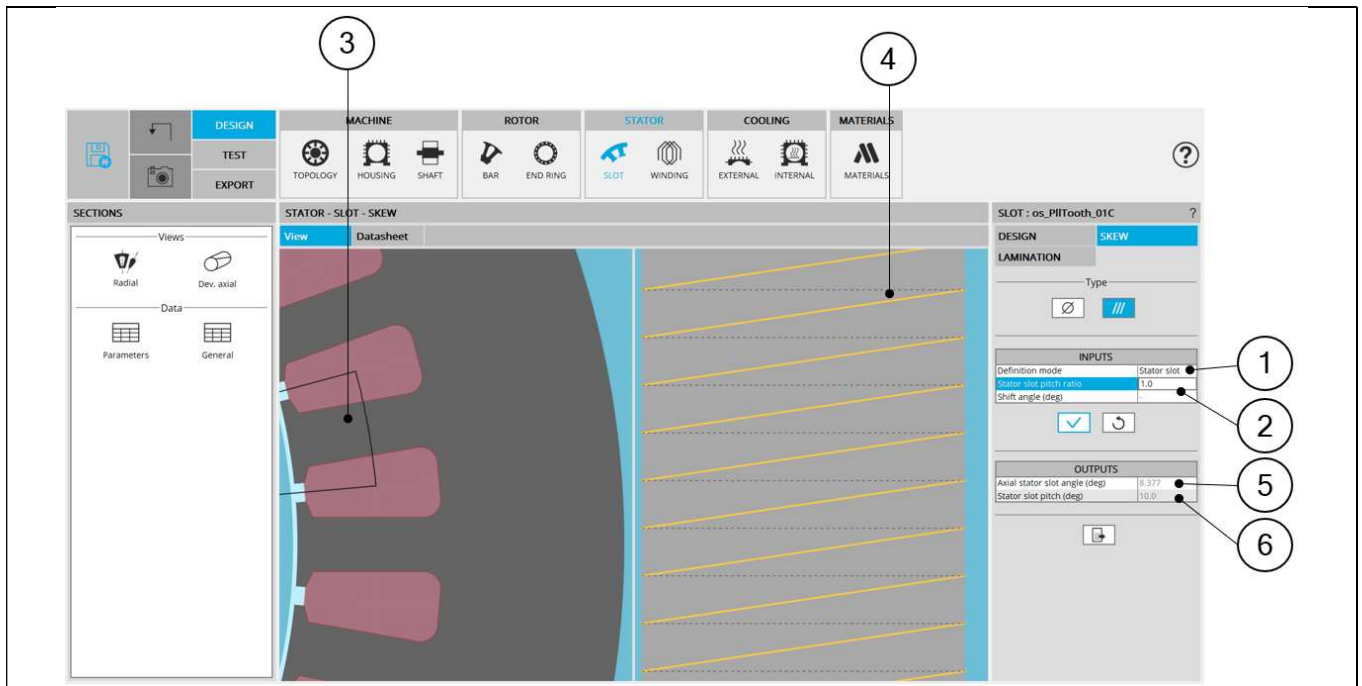 3
4
DESIGN
TEST
EXPORT
MACHINE
TOPOLOGY HOUSING SHAFT
ROTOR
BAR END RING
STATOR
SLOT WINDING
COOLING
EXTERNAL INTERNAL
MATERIALS
MATERIALS
?
SECTIONS
Views
Radial Dev. axial
Data
Parameters General
STATOR - SLOT - SKEW
View Datasheet
SLOT : os_PllTooth_01C ?
DESIGN SKEW
LAMINATION
Type
INPUTS
Definition mode Stator slot
Stator slot pitch ratio 1.0
Shift angle (deg) -
OUTPUTS
Axial stator slot angle (deg) 8.377
Stator slot pitch (deg) 10.0
1
2
5
6